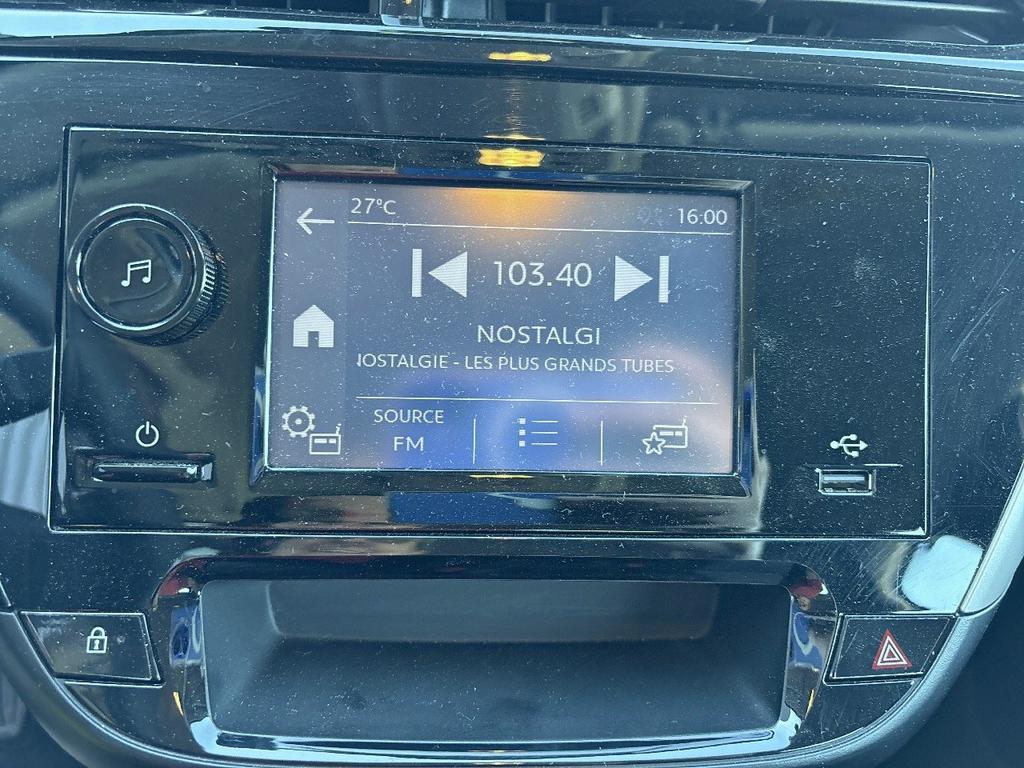 27°C
16:00
103.40
NOSTALGI
IOSTALGIE - LES PLUS GRANDS TUBES
SOURCE
FM